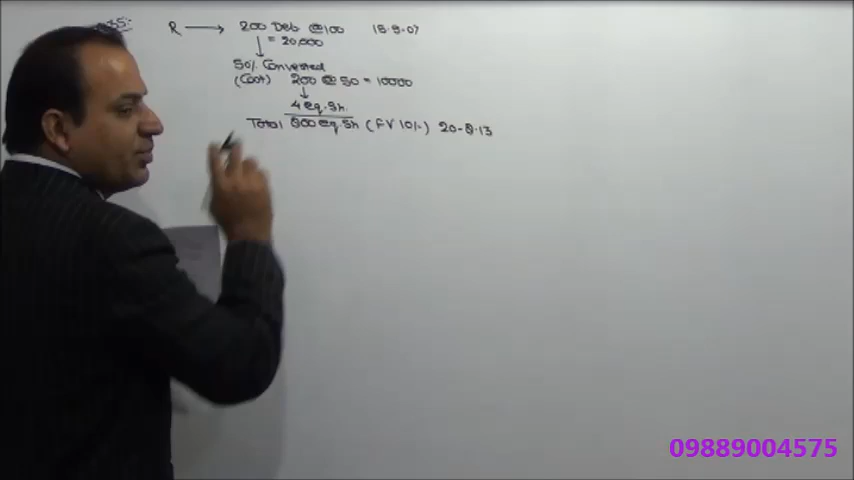 35:-
R → 200 Deb @100 15.9.07
= 20,000
50% Converted
(Cost) 200 @ 50 = 10000
4 eq. Sh.
Total 800 eq Sh (FV 10/-) 20-8.13
09889004575